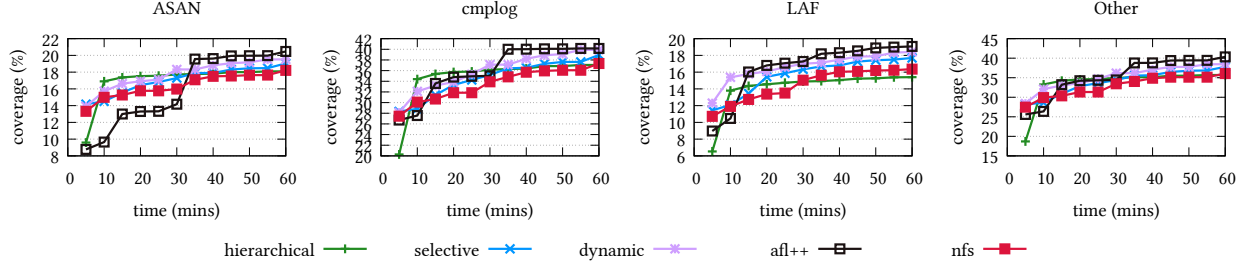 ASAN
coverage (%)
22
20
18
16
14
12
10
8
0 10 20 30 40 50 60
time (mins)
cmplog
coverage (%)
42
40
38
36
34
32
30
28
26
24
22
20
0 10 20 30 40 50 60
time (mins)
LAF
coverage (%)
20
18
16
14
12
10
8
6
0 10 20 30 40 50 60
time (mins)
Other
coverage (%)
45
40
35
30
25
20
15
0 10 20 30 40 50 60
time (mins)
hierarchical selective dynamic afl++ nfs